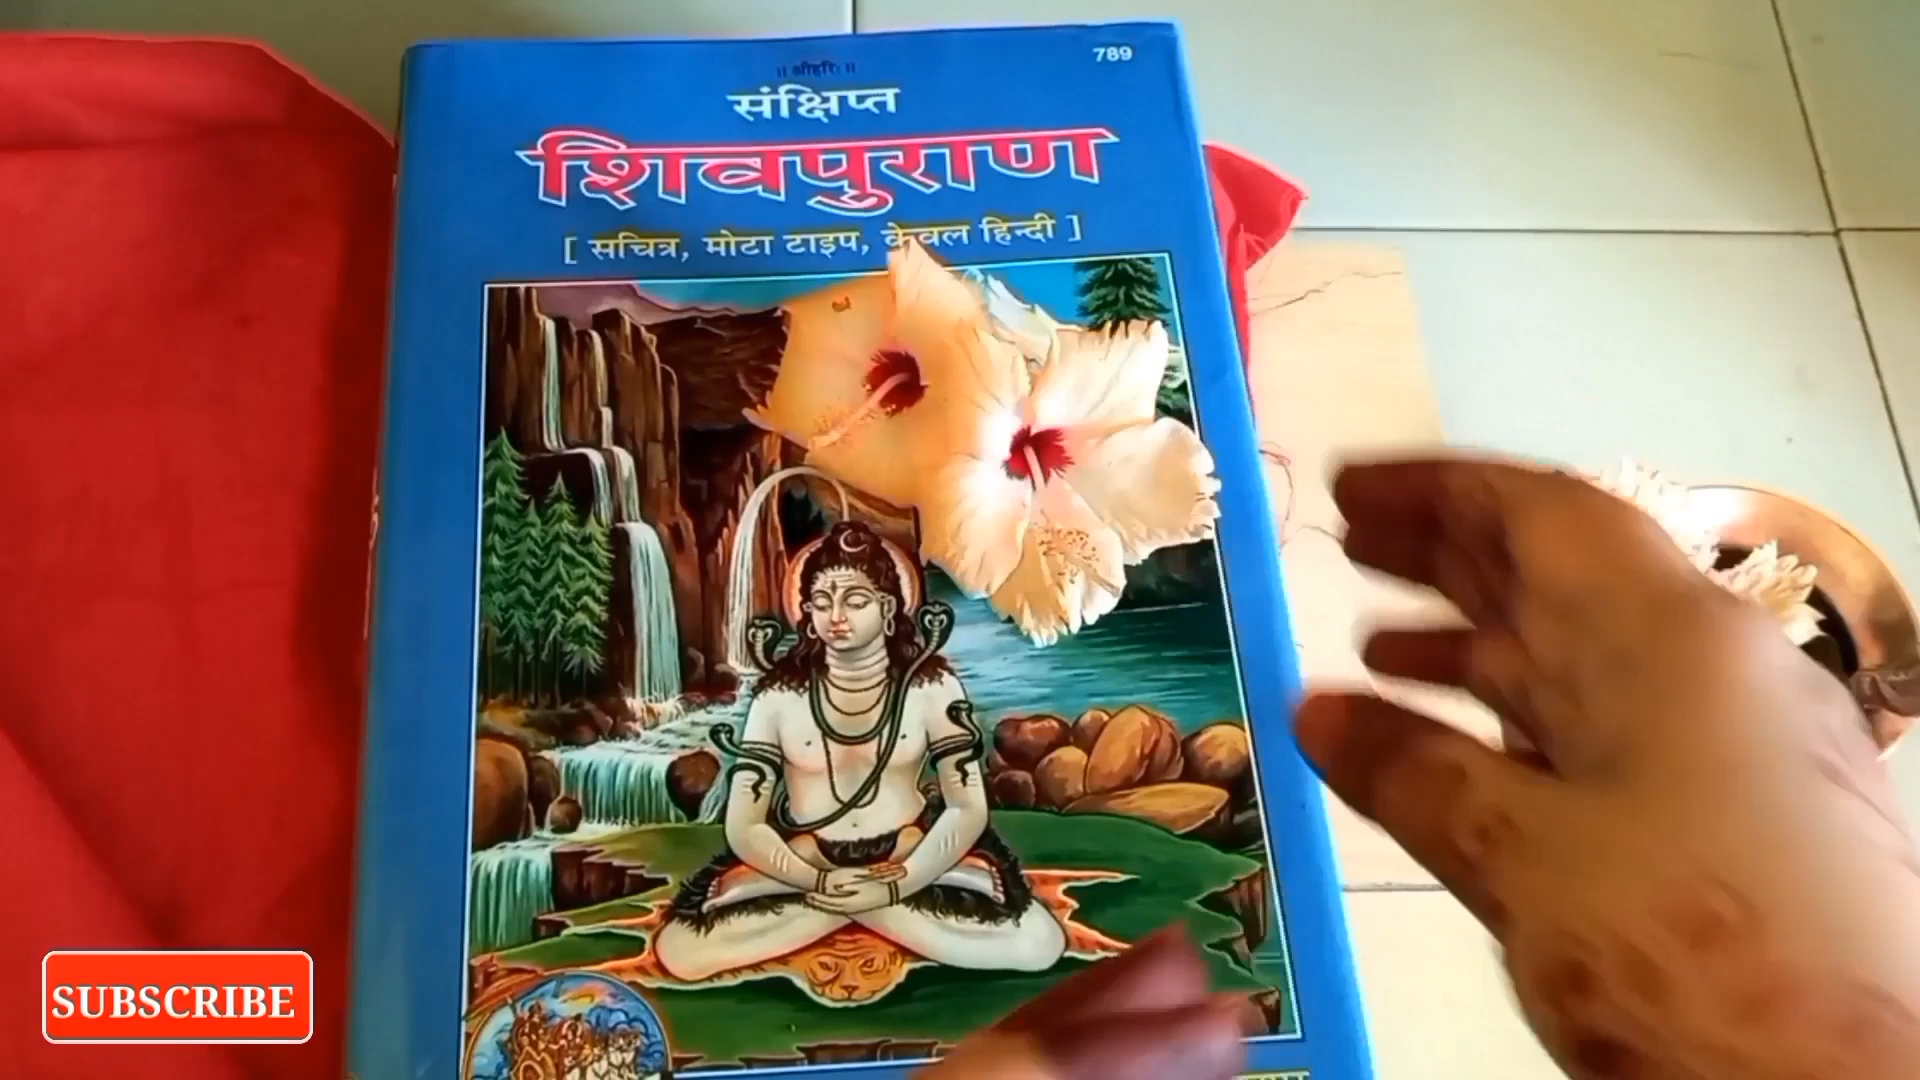 ॥ श्रीहरिः ॥
789
संक्षिप्त
शिवपुराण
[ सचित्र, मोटा टाइप, केवल हिन्दी ]
SUBSCRIBE